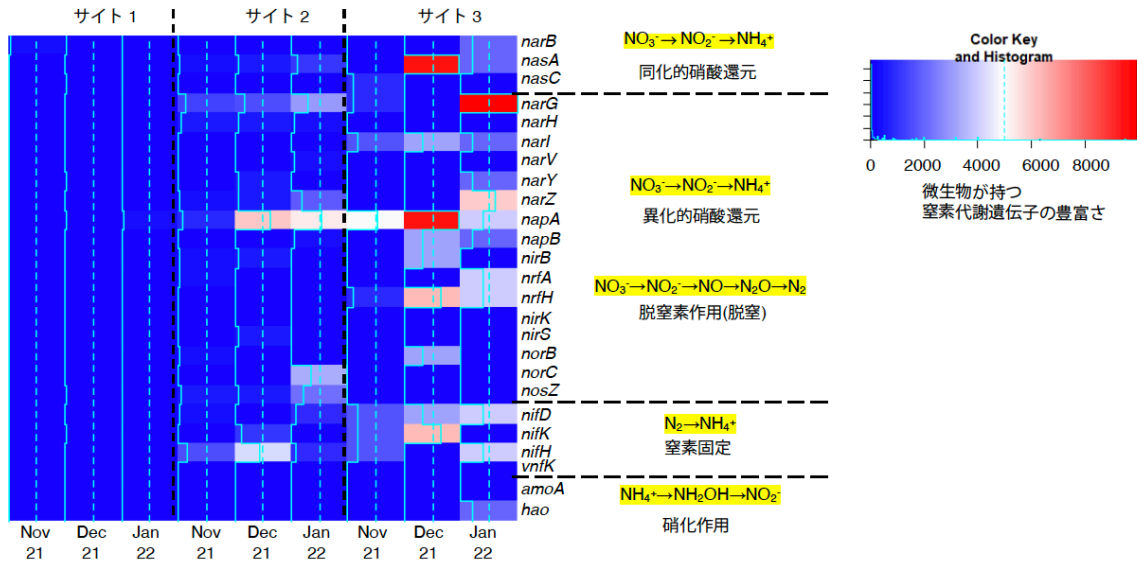 サイト 1
サイト 2
サイト 3
narB
nasA
nasC
narG
narH
narI
narV
narY
narZ
napA
napB
nirB
nrfA
nrfH
nirK
nirS
norB
norC
nosZ
nifD
nifK
nifH
vnfK
amoA
hao
Nov 21
Dec 21
Jan 22
Nov 21
Dec 21
Jan 22
Nov 21
Dec 21
Jan 22
NO₃⁻→NO₂⁻→NH₄⁺
同化的硝酸還元
NO₃⁻→NO₂⁻→NH₄⁺
異化的硝酸還元
NO₃⁻→NO₂⁻→NO→N₂O→N₂
脱窒素作用(脱窒)
N₂→NH₄⁺
窒素固定
NH₄⁺→NH₂OH→NO₂⁻
硝化作用
Color Key
and Histogram
0 2000 4000 6000 8000
微生物が持つ
窒素代謝遺伝子の豊富さ